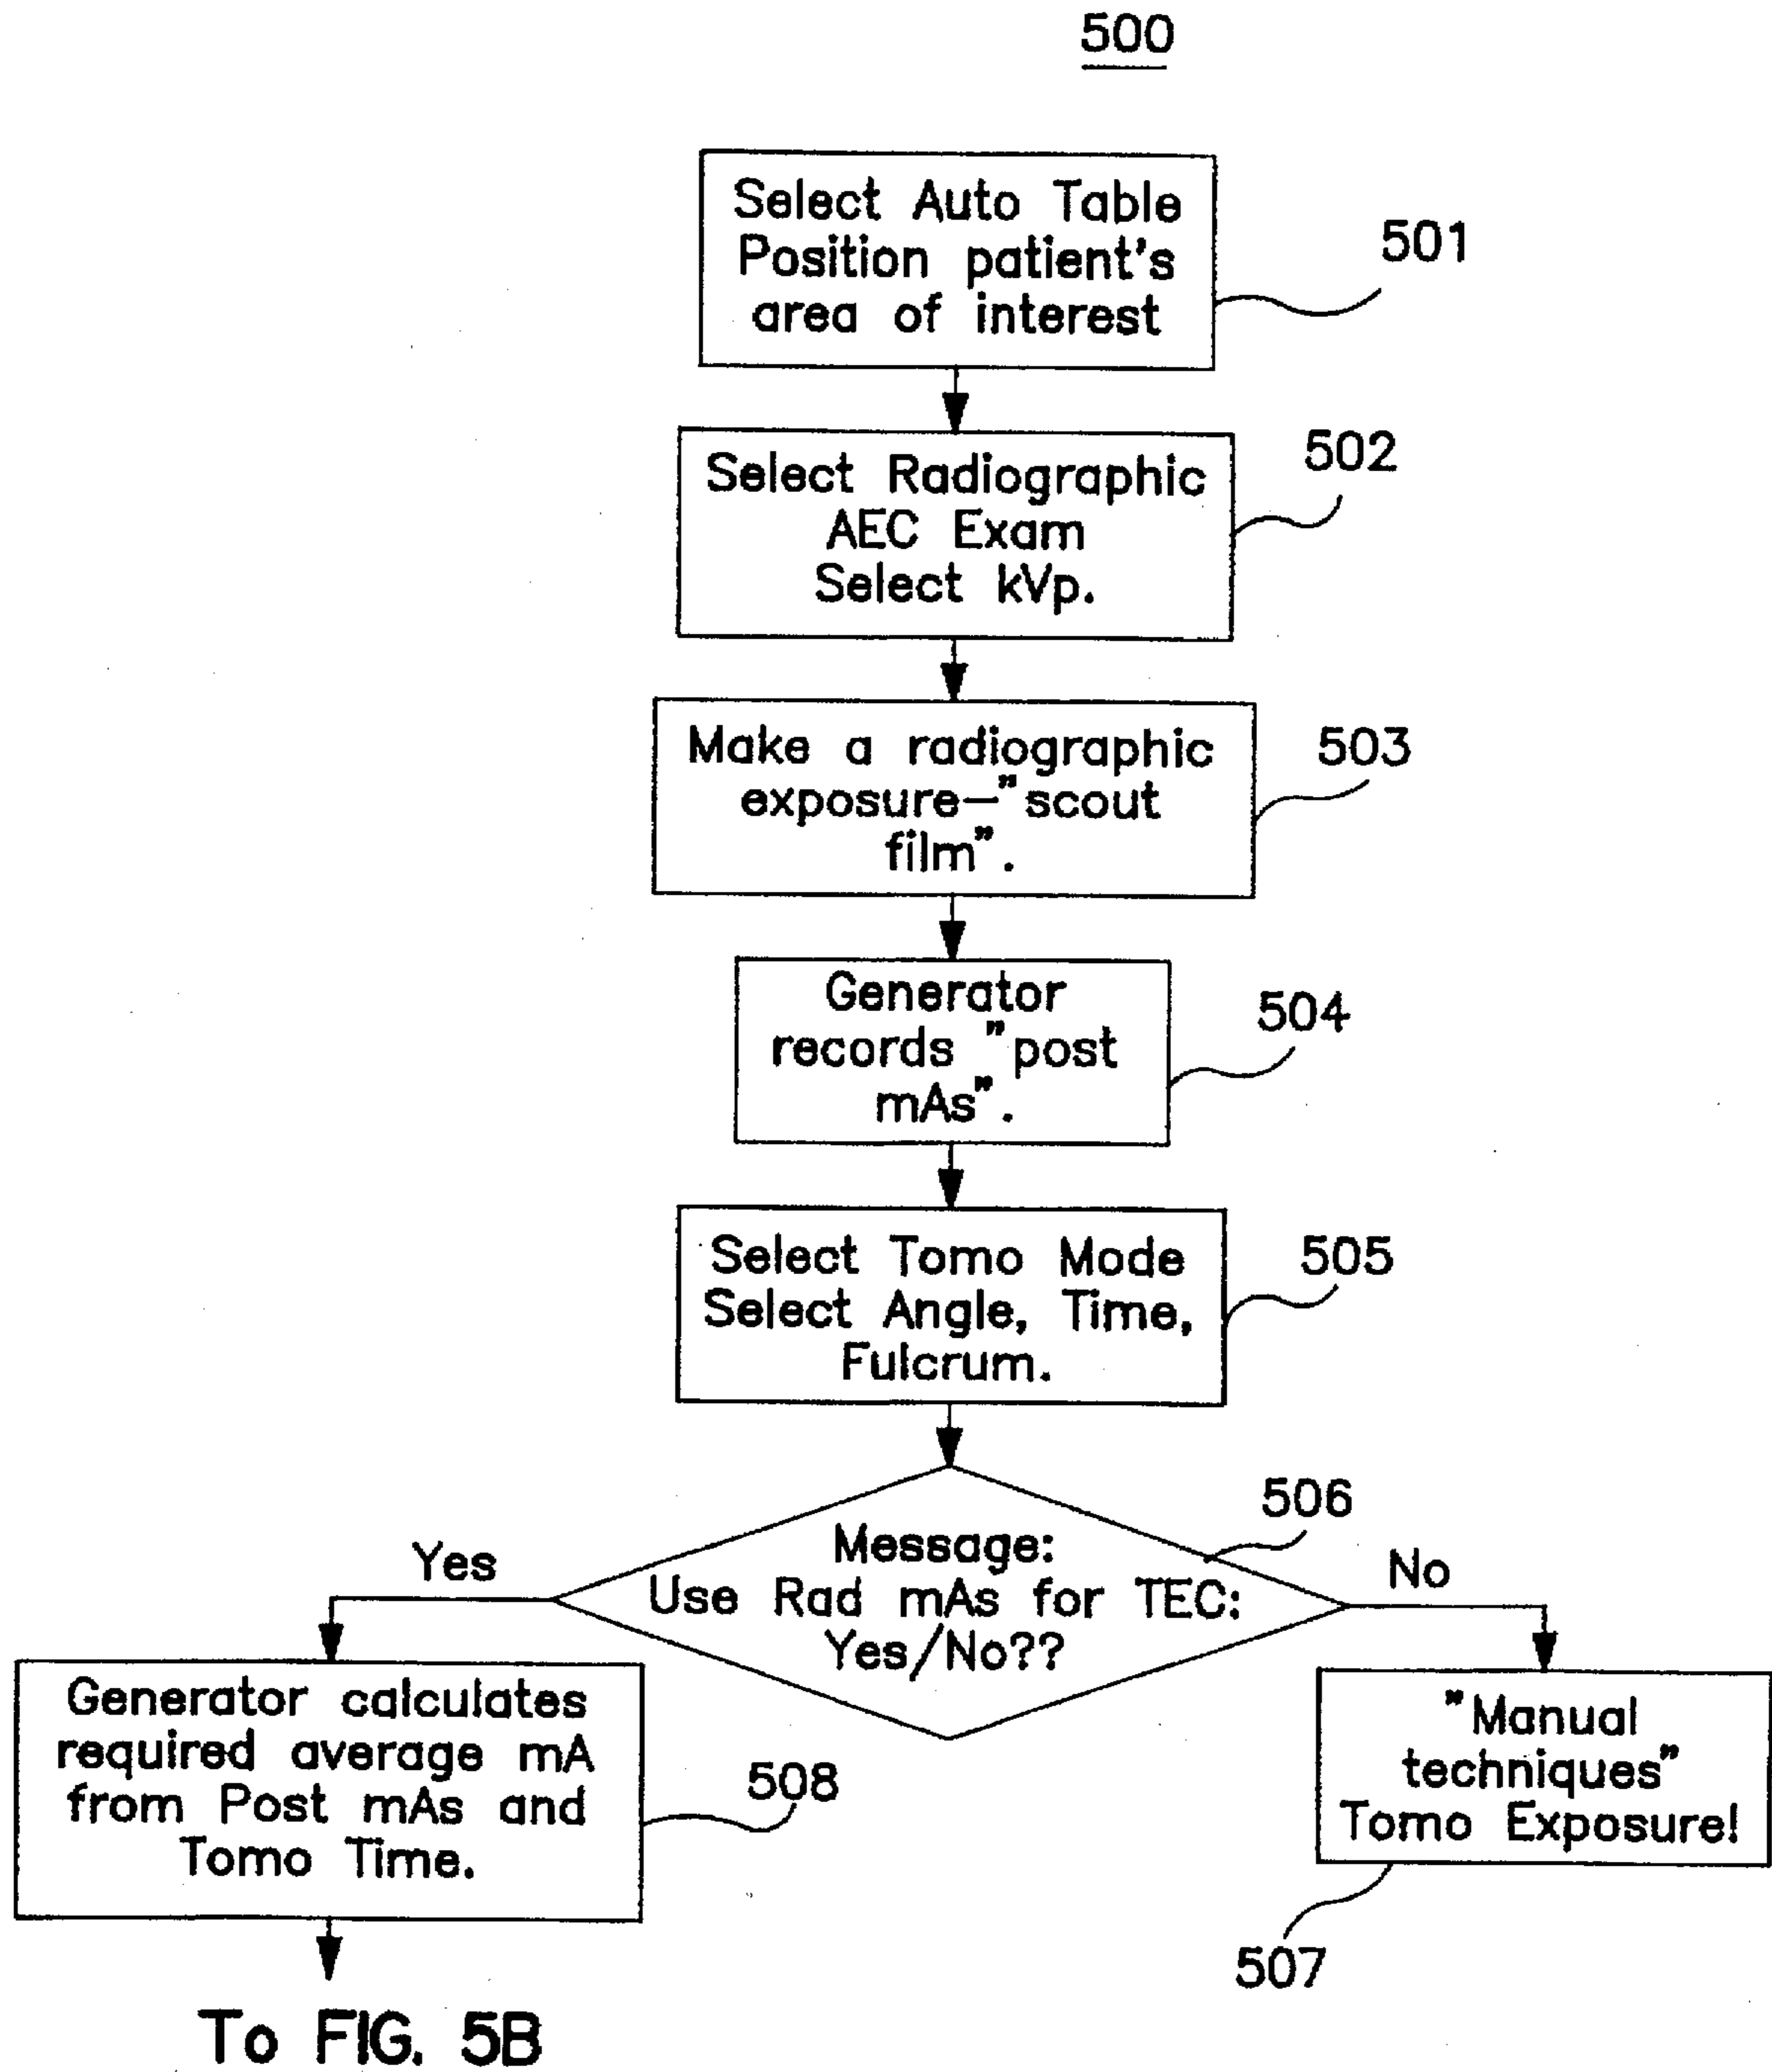 500
Select Auto Table
Position patient's
area of interest
501
Select Radiographic
AEC Exam
Select kVp.
502
Make a radiographic
exposure—"scout
film".
503
Generator
records "post
mAs".
504
Select Tomo Mode
Select Angle, Time,
Fulcrum.
505
Message:
Use Rad mAs for TEC:
Yes/No??
506
Yes
No
Generator calculates
required average mA
from Post mAs and
Tomo Time.
508
"Manual
techniques"
Tomo Exposure!
507
To FIG. 5B